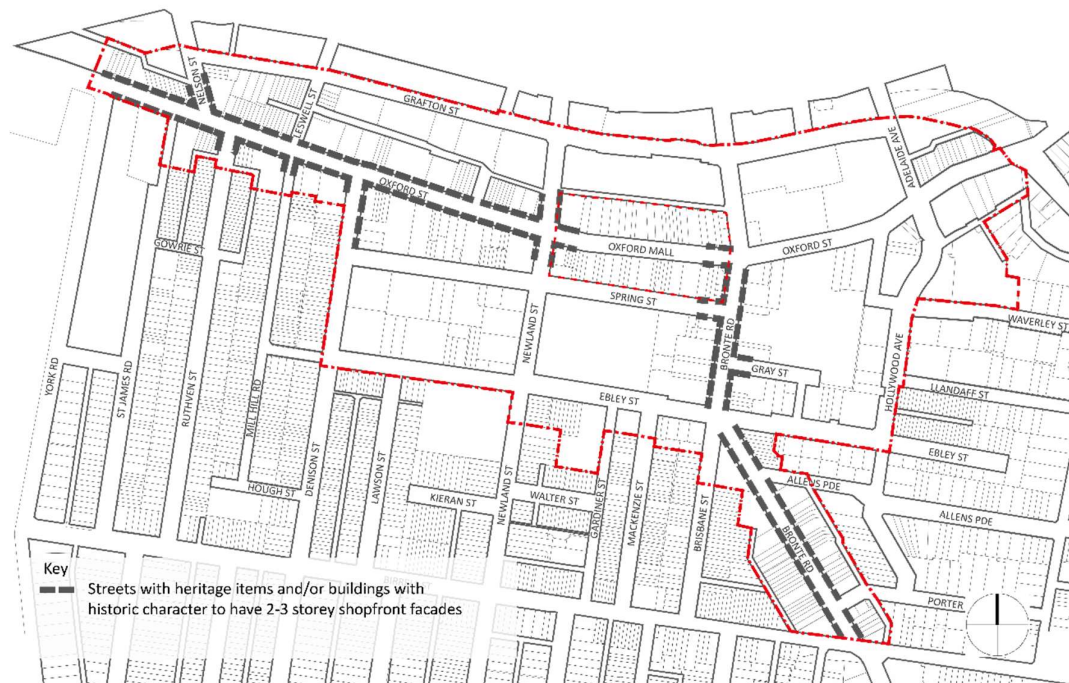 NELSON ST
LESWELL ST
GRAFTON ST
ADELAIDE AVE
OXFORD ST
OXFORD MALL
OXFORD ST
GOWRIE ST
SPRING ST
WAVERLEY ST
NEWLAND ST
BRONTE RD
GRAY ST
HOLLYWOOD AVE
LLANDAFF ST
YORK RD
ST JAMES RD
RUTHVEN ST
MILL HILL RD
DENISON ST
LAWSON ST
EBLEY ST
EBLEY ST
HOUGH ST
KIERAN ST
NEWLAND ST
WALTER ST
GARDINER ST
MACKENZIE ST
BRISBANE ST
ALLENS PDE
ALLENS PDE
BRONTE RD
PORTER
Key
Streets with heritage items and/or buildings with
historic character to have 2-3 storey shopfront facades